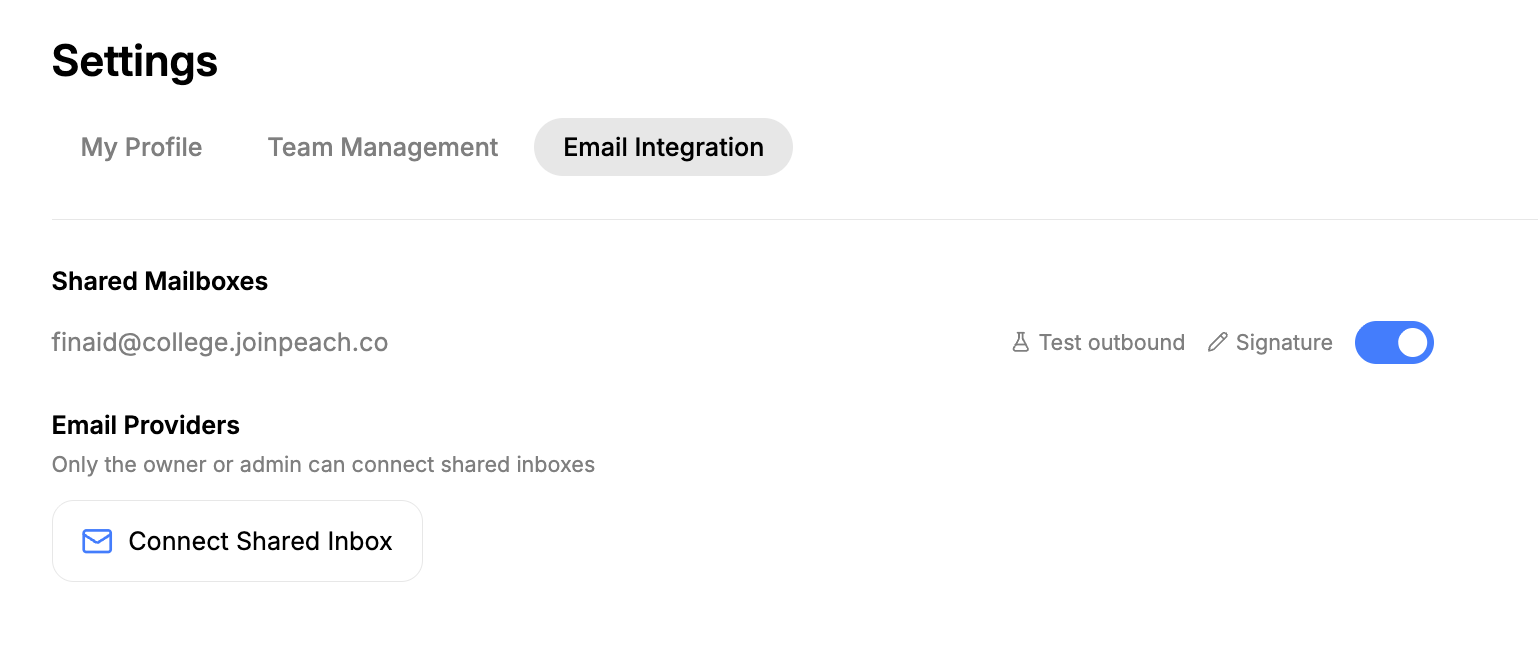 Settings
My Profile Team Management Email Integration
Shared Mailboxes
finaid@college.joinpeach.co Test outbound Signature
Email Providers
Only the owner or admin can connect shared inboxes
Connect Shared Inbox